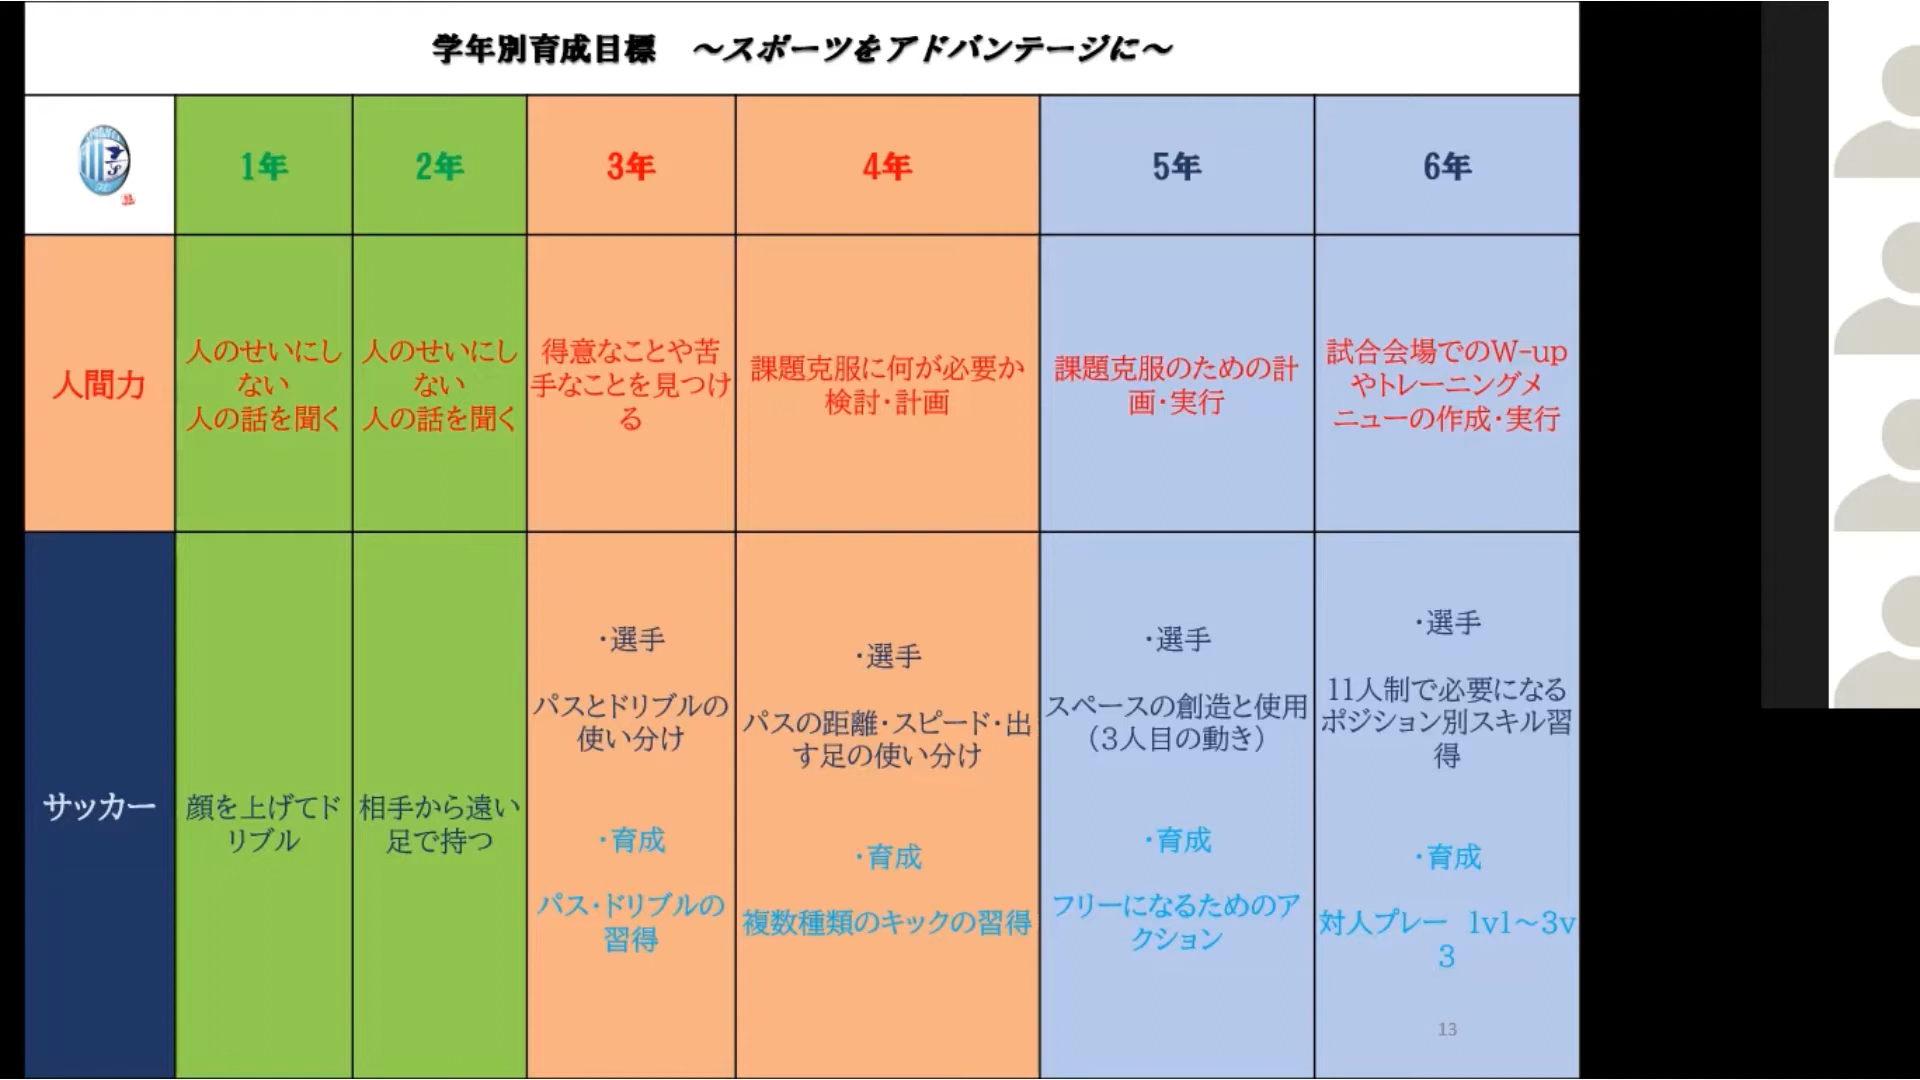 学年別育成目標　～スポーツをアドバンテージに～
1年
2年
3年
4年
5年
6年
人間力
人のせいにし
ない
人の話を聞く
人のせいにし
ない
人の話を聞く
得意なことや苦
手なことを見つけ
る
課題克服に何が必要か
検討・計画
課題克服のための計
画・実行
試合会場でのW-up
やトレーニングメ
ニューの作成・実行
サッカー
顔を上げてド
リブル
相手から遠い
足で持つ
・選手
パスとドリブルの
使い分け
・育成
パス・ドリブルの
習得
・選手
パスの距離・スピード・出
す足の使い分け
・育成
複数種類のキックの習得
・選手
スペースの創造と使用
（3人目の動き）
・育成
フリーになるためのア
クション
・選手
11人制で必要になる
ポジション別スキル習
得
・育成
対人プレー　1v1～3v
3
13